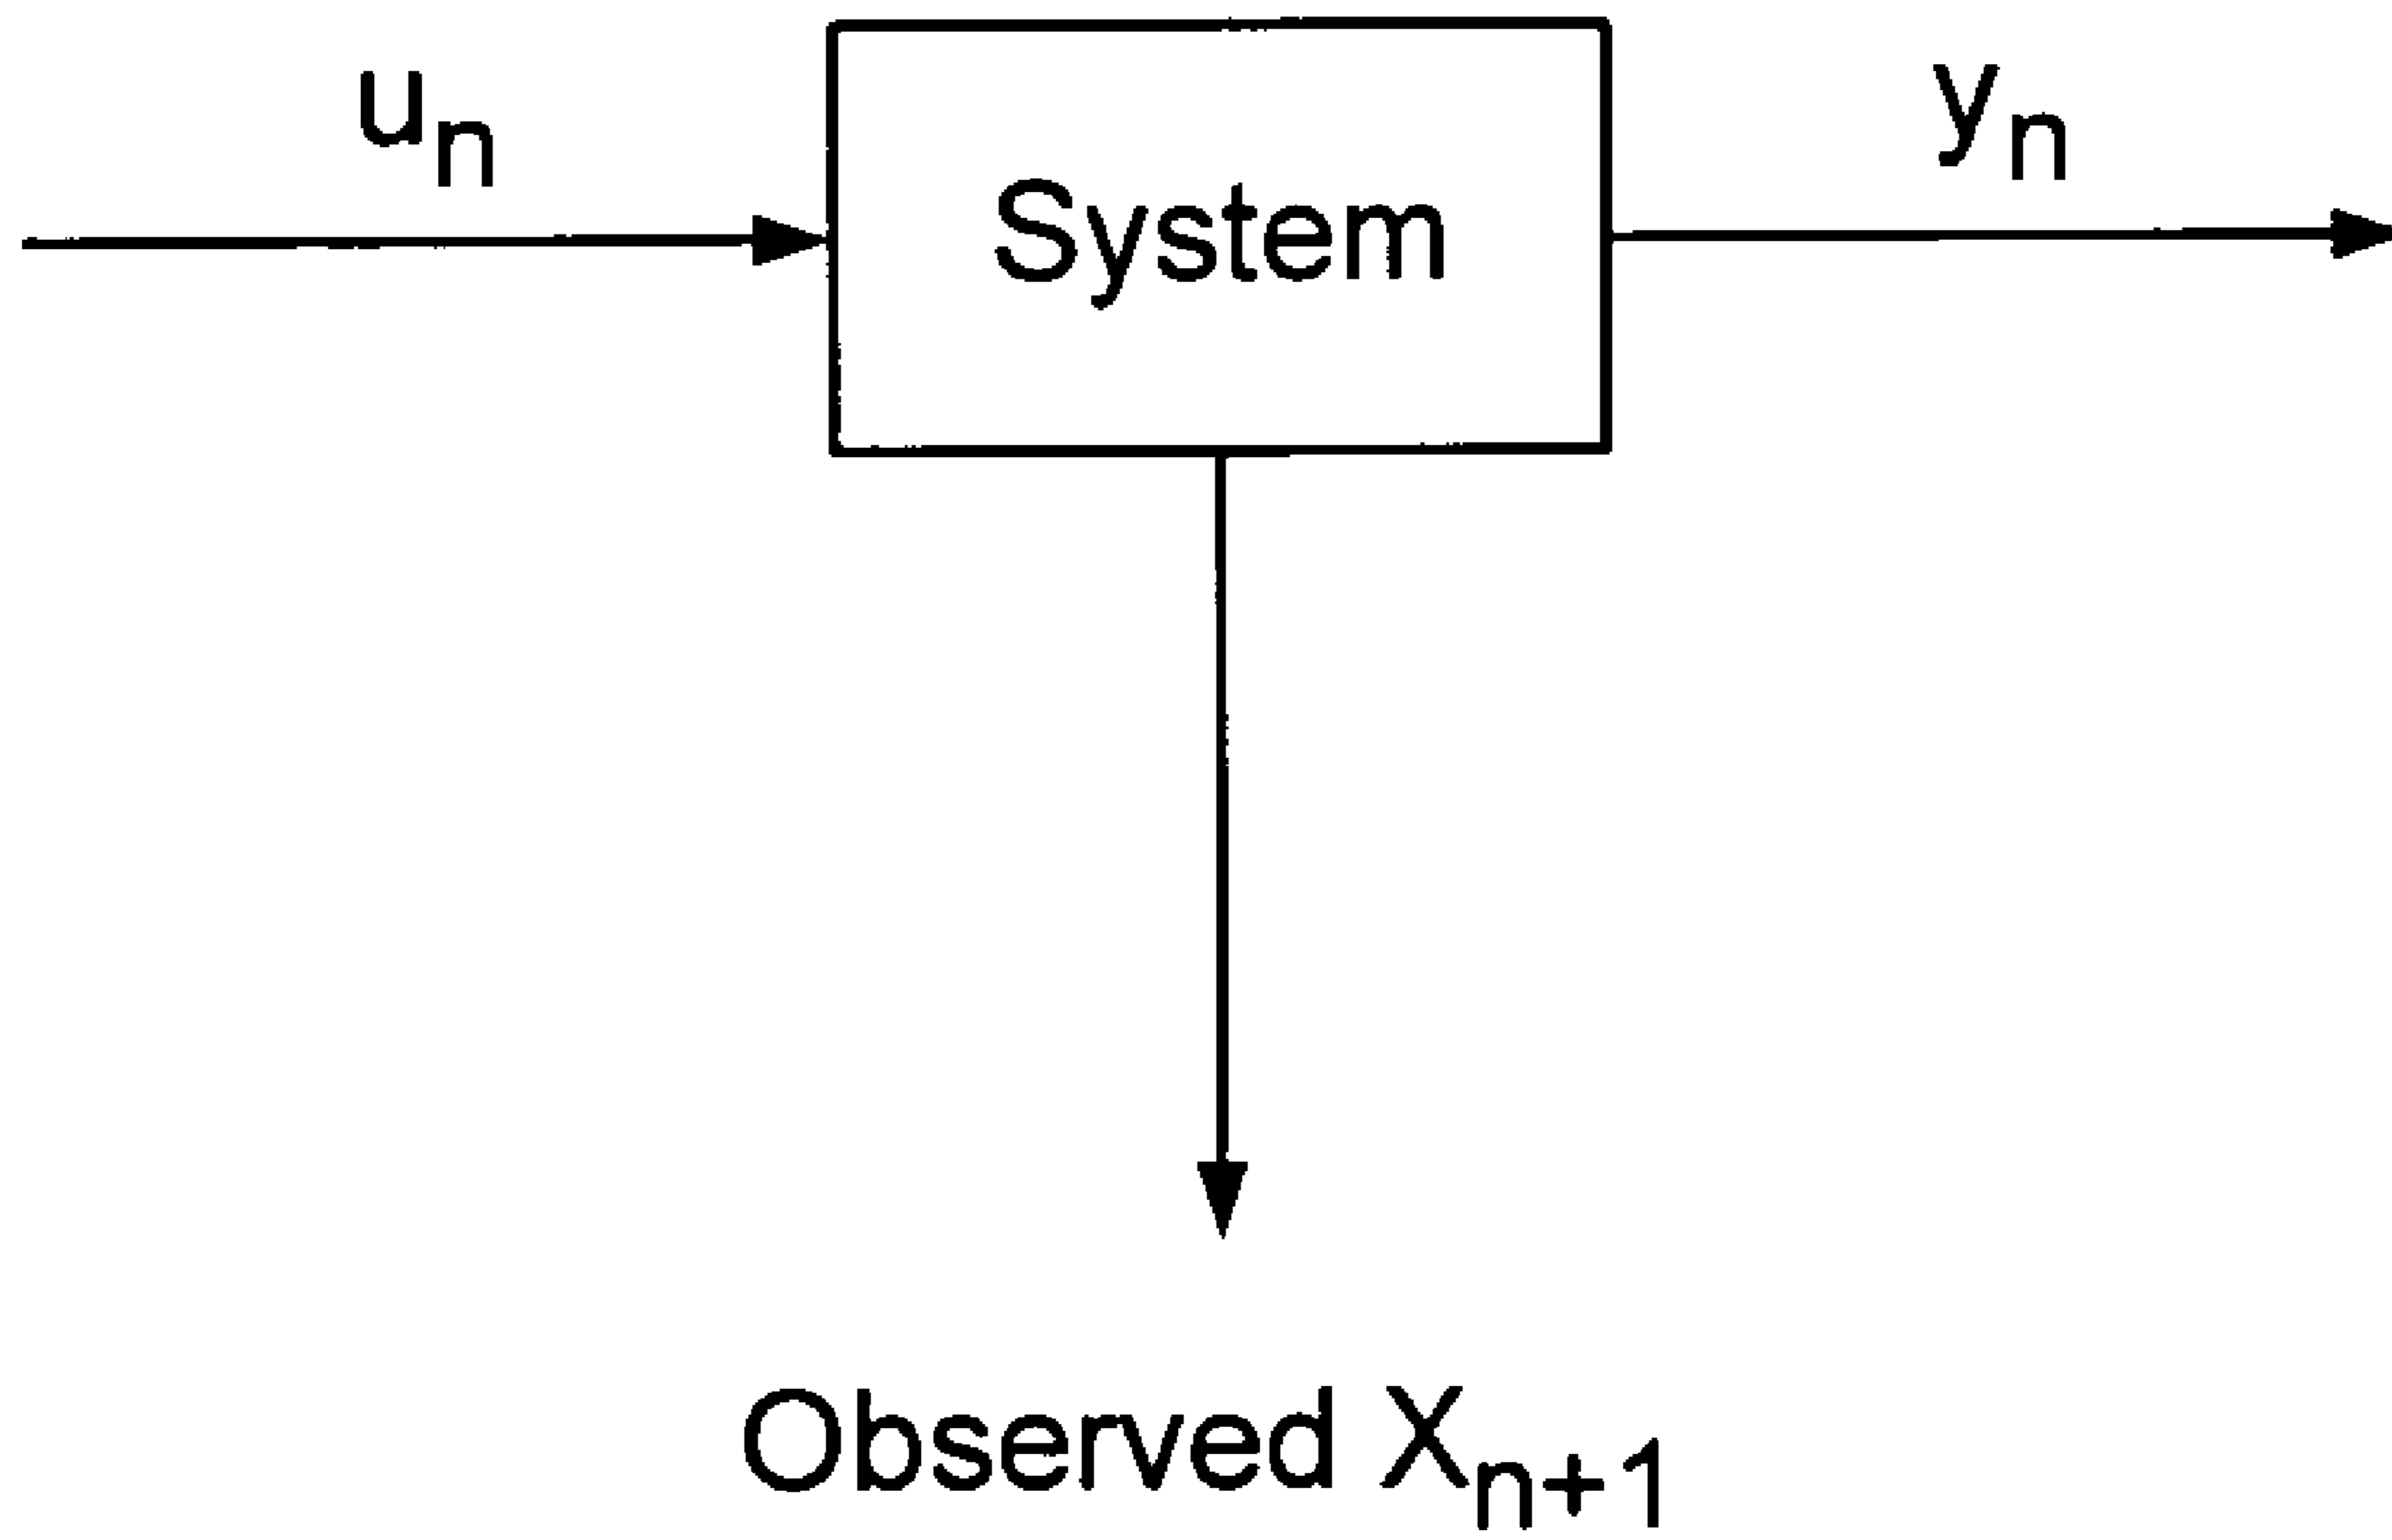 uₙ
yₙ
System
Observed Xₙ₊₁